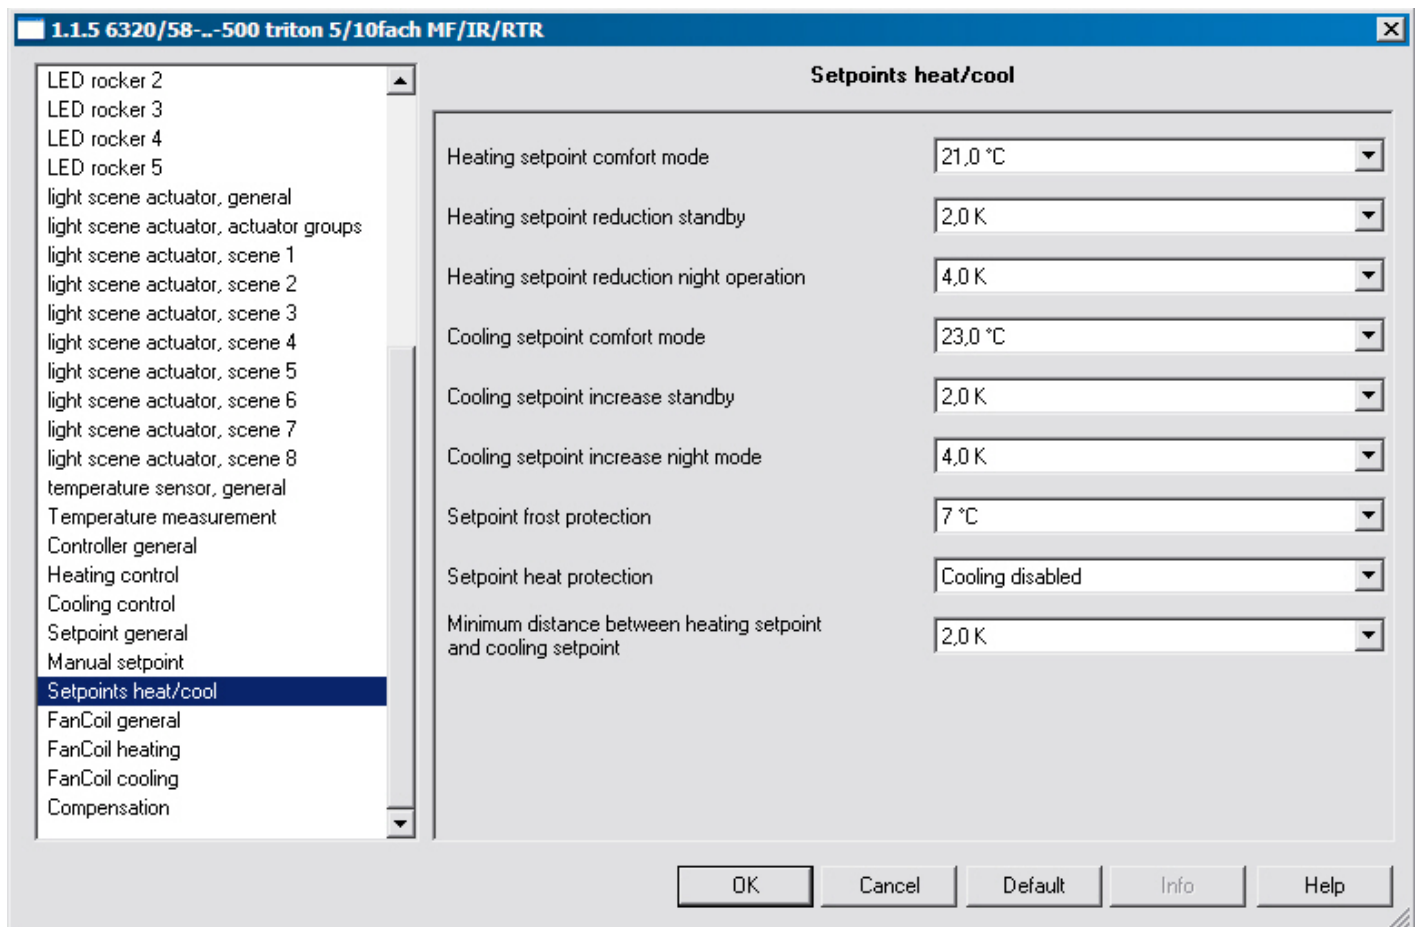 1.1.5 6320/58-..-500 triton 5/10fach MF/IR/RTR
LED rocker 2
LED rocker 3
LED rocker 4
LED rocker 5
light scene actuator, general
light scene actuator, actuator groups
light scene actuator, scene 1
light scene actuator, scene 2
light scene actuator, scene 3
light scene actuator, scene 4
light scene actuator, scene 5
light scene actuator, scene 6
light scene actuator, scene 7
light scene actuator, scene 8
temperature sensor, general
Temperature measurement
Controller general
Heating control
Cooling control
Setpoint general
Manual setpoint
Setpoints heat/cool
FanCoil general
FanCoil heating
FanCoil cooling
Compensation
Setpoints heat/cool
Heating setpoint comfort mode 21,0 °C
Heating setpoint reduction standby 2,0 K
Heating setpoint reduction night operation 4,0 K
Cooling setpoint comfort mode 23,0 °C
Cooling setpoint increase standby 2,0 K
Cooling setpoint increase night mode 4,0 K
Setpoint frost protection 7 °C
Setpoint heat protection Cooling disabled
Minimum distance between heating setpoint
and cooling setpoint 2,0 K
OK Cancel Default Info Help